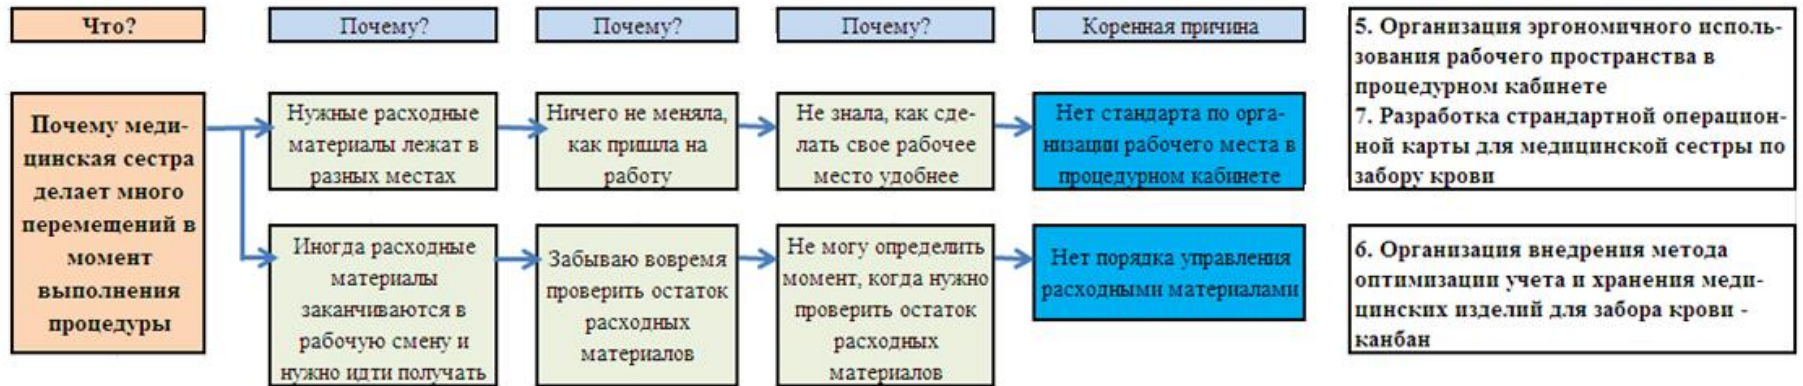 Что?
Почему?
Почему?
Почему?
Коренная причина
Почему меди-
цинская сестра
делает много
перемещений в
момент
выполнения
процедуры
Нужные расходные
материалы лежат в
разных местах
Ничего не меняла,
как пришла на
работу
Не знала, как сде-
лать свое рабочее
место удобнее
Нет стандарта по орга-
низации рабочего места в
процедурном кабинете
5. Организация эргономичного исполь-
зования рабочего пространства в
процедурном кабинете
7. Разработка страндартной операцион-
ной карты для медицинской сестры по
забору крови
Иногда расходные
материалы
заканчиваются в
рабочую смену и
нужно идти получать
Забываю вовремя
проверить остаток
расходных
материалов
Не могу определить
момент, когда нужно
проверить остаток
расходных
материалов
Нет порядка управления
расходными материалами
6. Организация внедрения метода
оптимизации учета и хранения меди-
цинских изделий для забора крови -
канбан